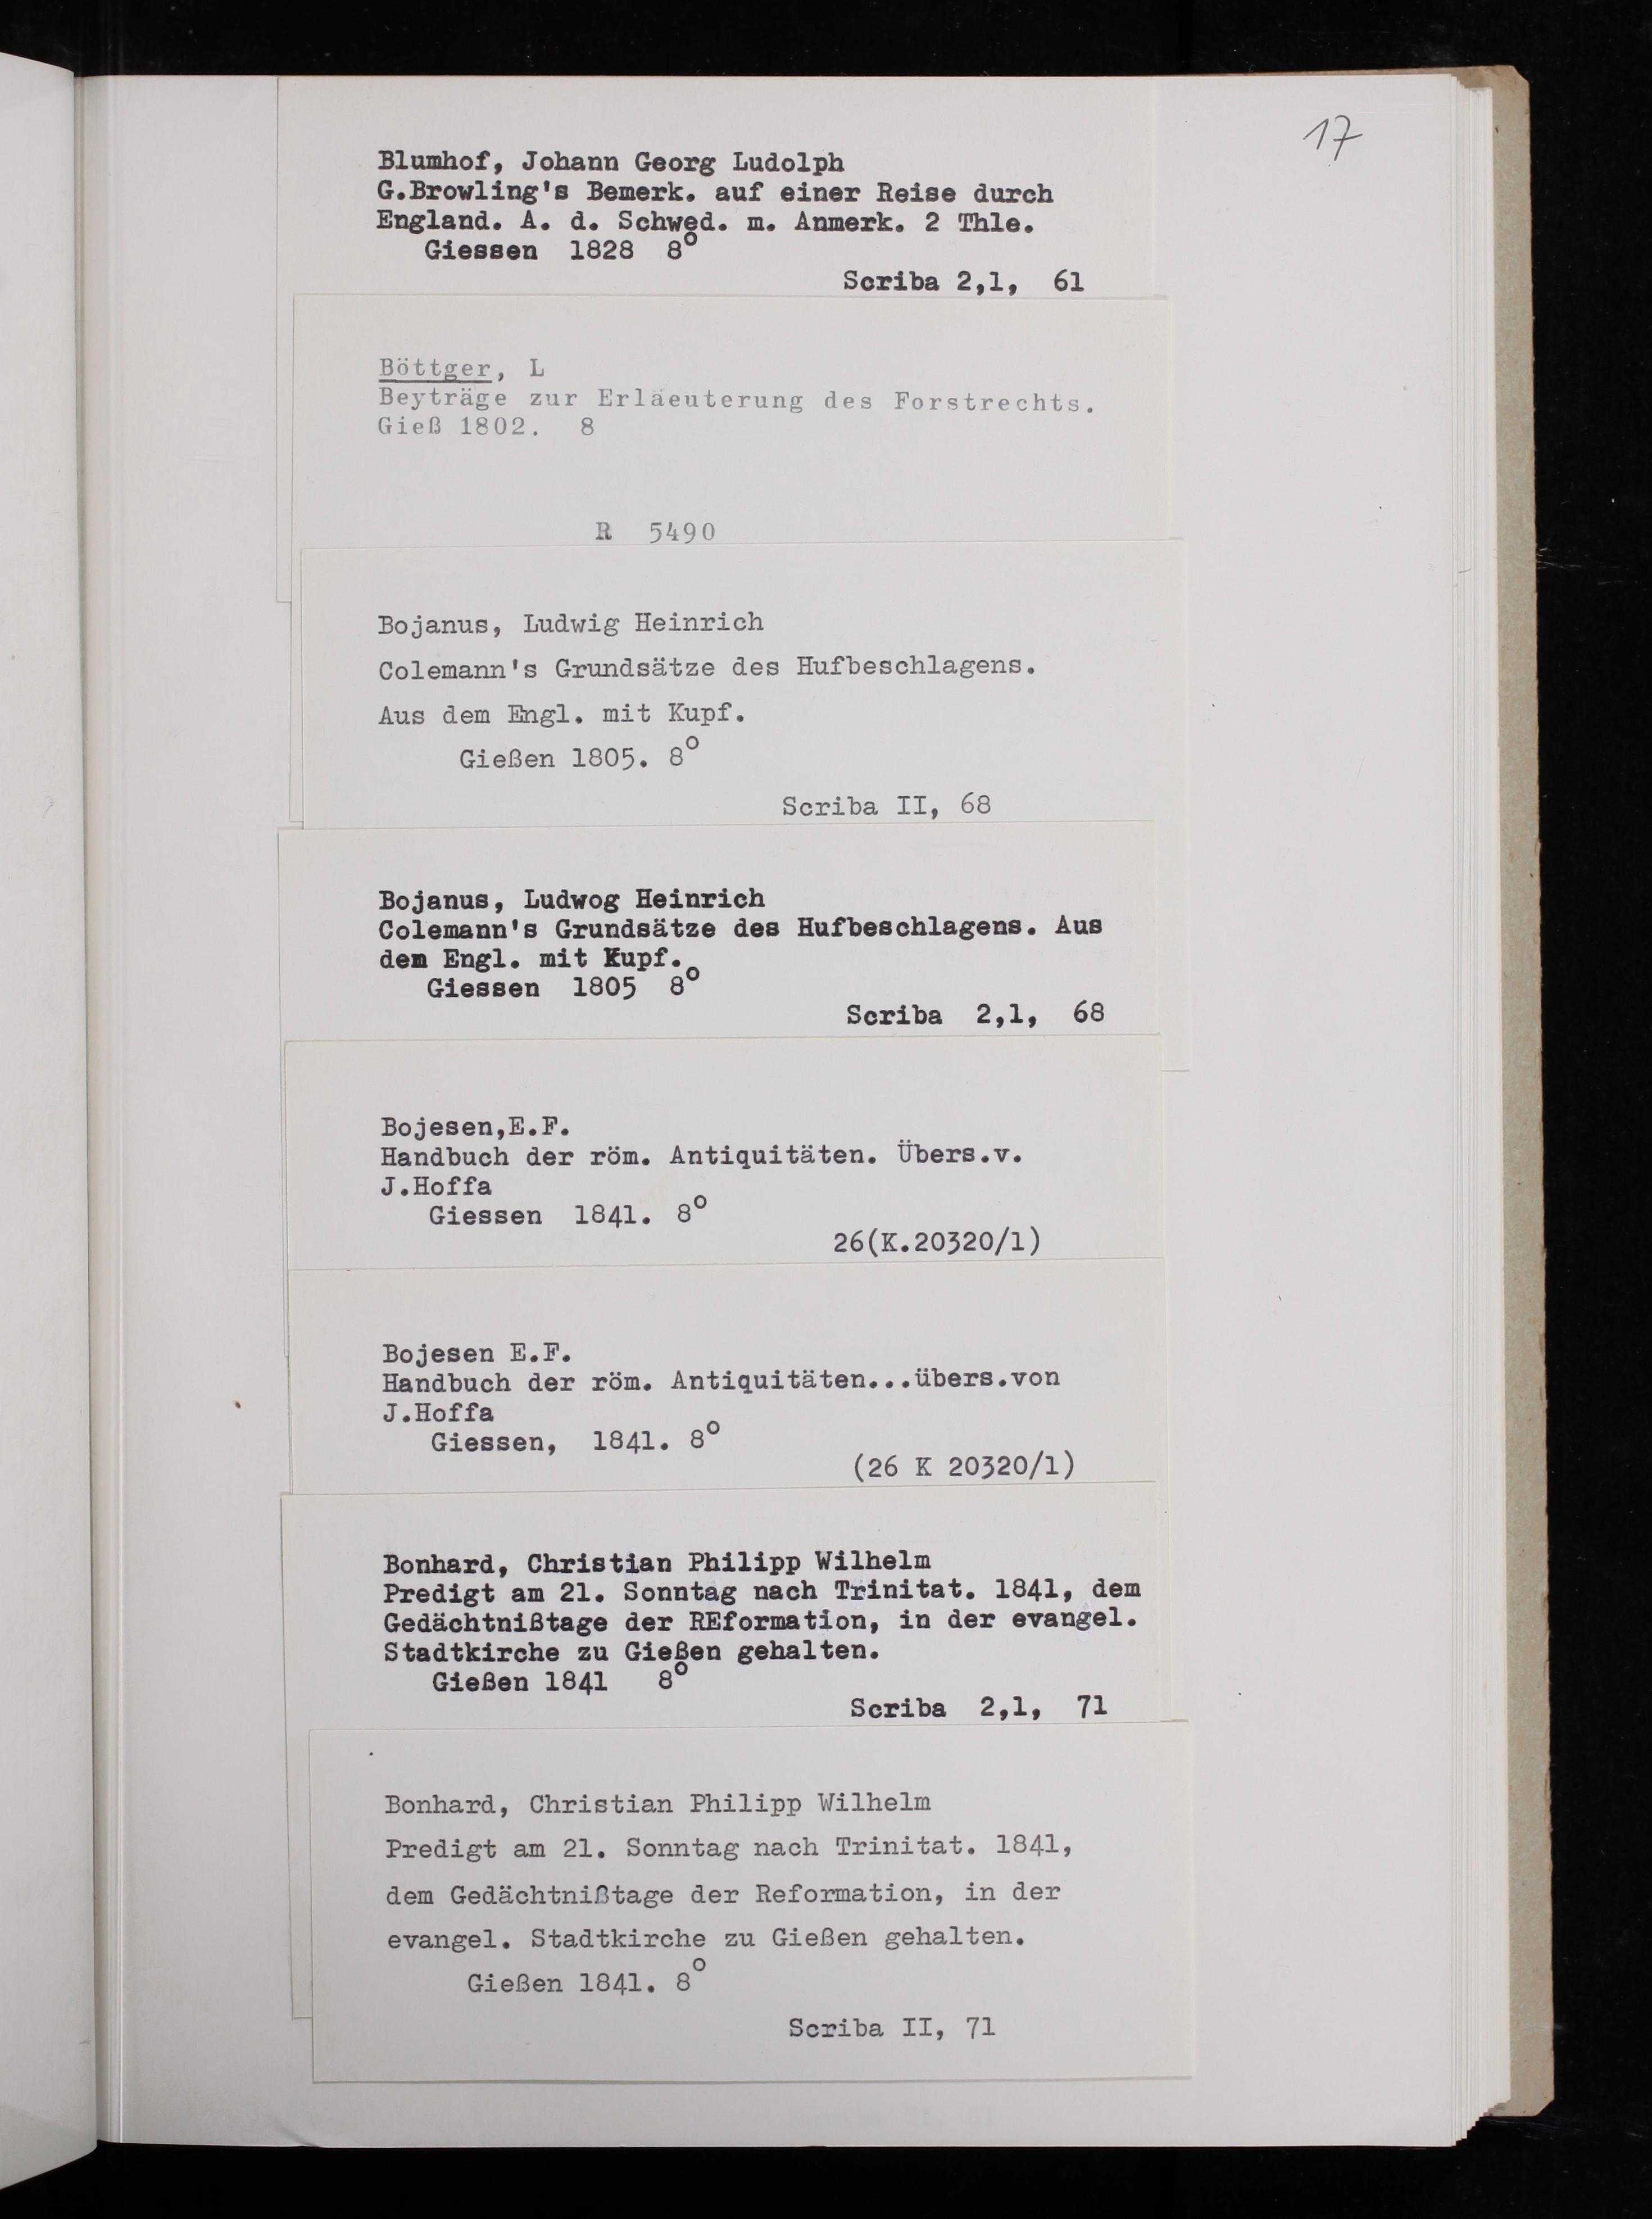 17
Blumhof, Johann Georg Ludolph
G.Browling's Bemerk. auf einer Reise durch
England. A. d. Schwed. m. Anmerk. 2 Thle.
Giessen 1828 8°
Scriba 2,1, 61
Böttger, L
Beyträge zur Erläeuterung des Forstrechts.
Gieß 1802. 8
R 5490
Bojanus, Ludwig Heinrich
Colemann's Grundsätze des Hufbeschlagens.
Aus dem Engl. mit Kupf.
Gießen 1805. 8°
Scriba II, 68
Bojanus, Ludwog Heinrich
Colemann's Grundsätze des Hufbeschlagens. Aus
dem Engl. mit Kupf.
Giessen 1805 8°
Scriba 2,1, 68
Bojesen,E.F.
Handbuch der röm. Antiquitäten. Übers.v.
J.Hoffa
Giessen 1841. 8°
26(K.20320/1)
Bojesen E.F.
Handbuch der röm. Antiquitäten...übers.von
J.Hoffa
Giessen, 1841. 8°
(26 K 20320/1)
Bonhard, Christian Philipp Wilhelm
Predigt am 21. Sonntag nach Trinitat. 1841, dem
Gedächtnißtage der REformation, in der evangel.
Stadtkirche zu Gießen gehalten.
Gießen 1841 8°
Scriba 2,1, 71
Bonhard, Christian Philipp Wilhelm
Predigt am 21. Sonntag nach Trinitat. 1841,
dem Gedächtnißtage der Reformation, in der
evangel. Stadtkirche zu Gießen gehalten.
Gießen 1841. 8°
Scriba II, 71